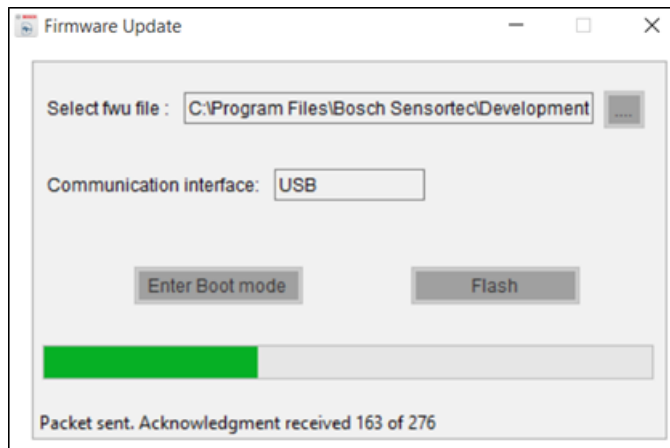 Firmware Update
Select fwu file : C:\Program Files\Bosch Sensortec\Development ....
Communication interface: USB
Enter Boot mode Flash
Packet sent. Acknowledgment received 163 of 276